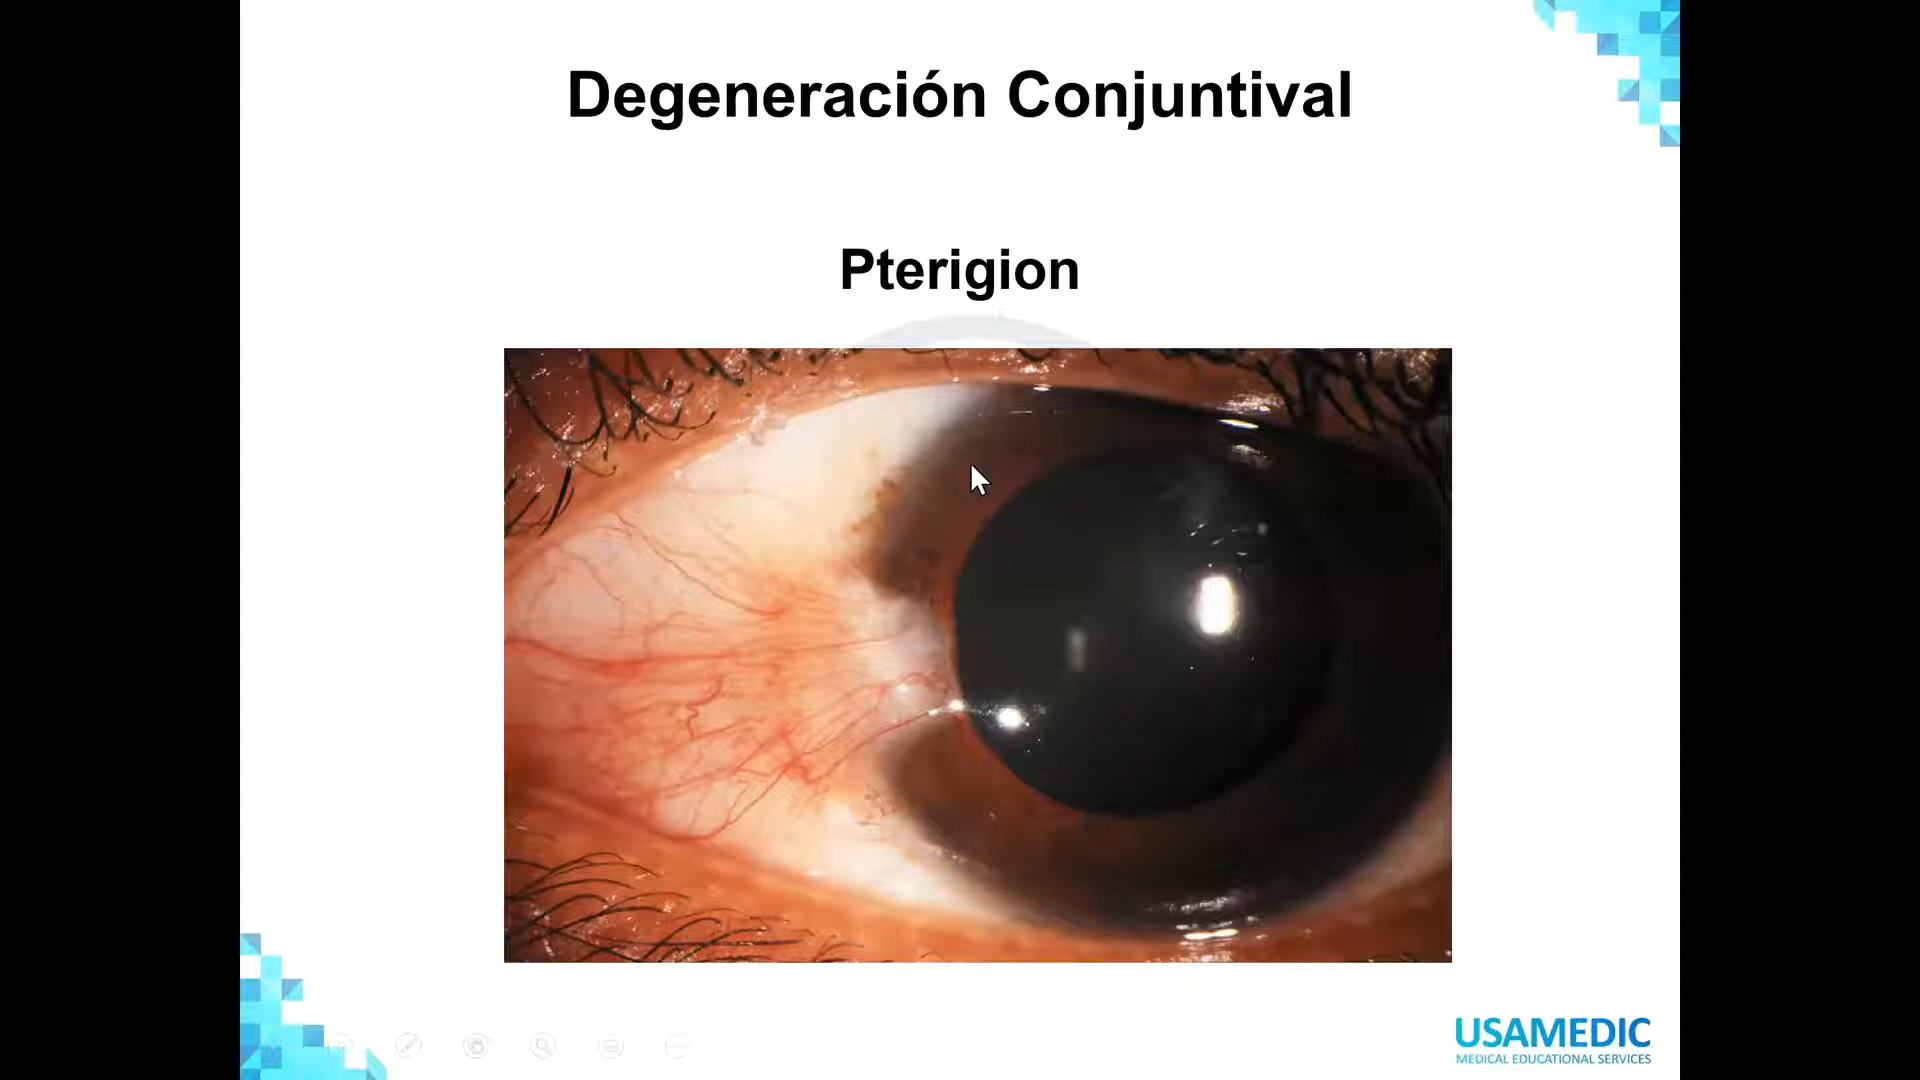 Degeneración Conjuntival
Pterigion
USAMEDIC
MEDICAL EDUCATIONAL SERVICES